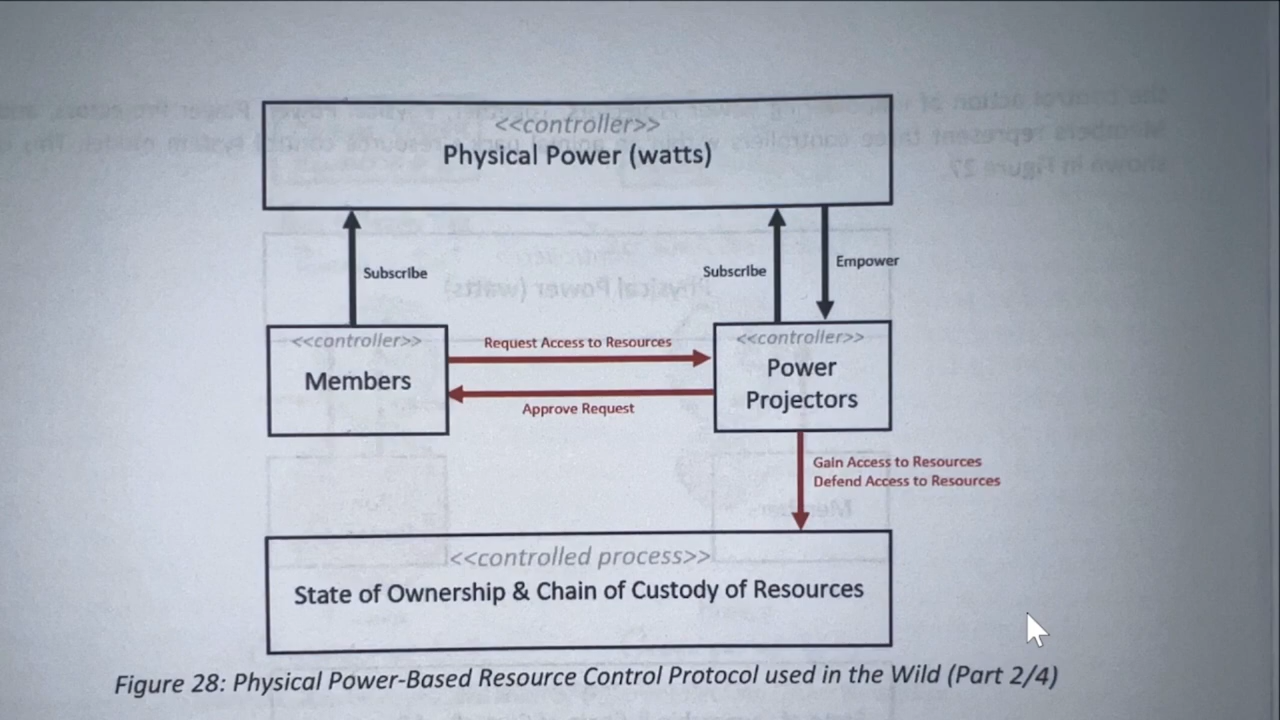 <<controller>>
Physical Power (watts)
Subscribe
Subscribe
Empower
<<controller>>
Members
Request Access to Resources
Approve Request
<<controller>>
Power
Projectors
Gain Access to Resources
Defend Access to Resources
<<controlled process>>
State of Ownership & Chain of Custody of Resources
Figure 28: Physical Power-Based Resource Control Protocol used in the Wild (Part 2/4)